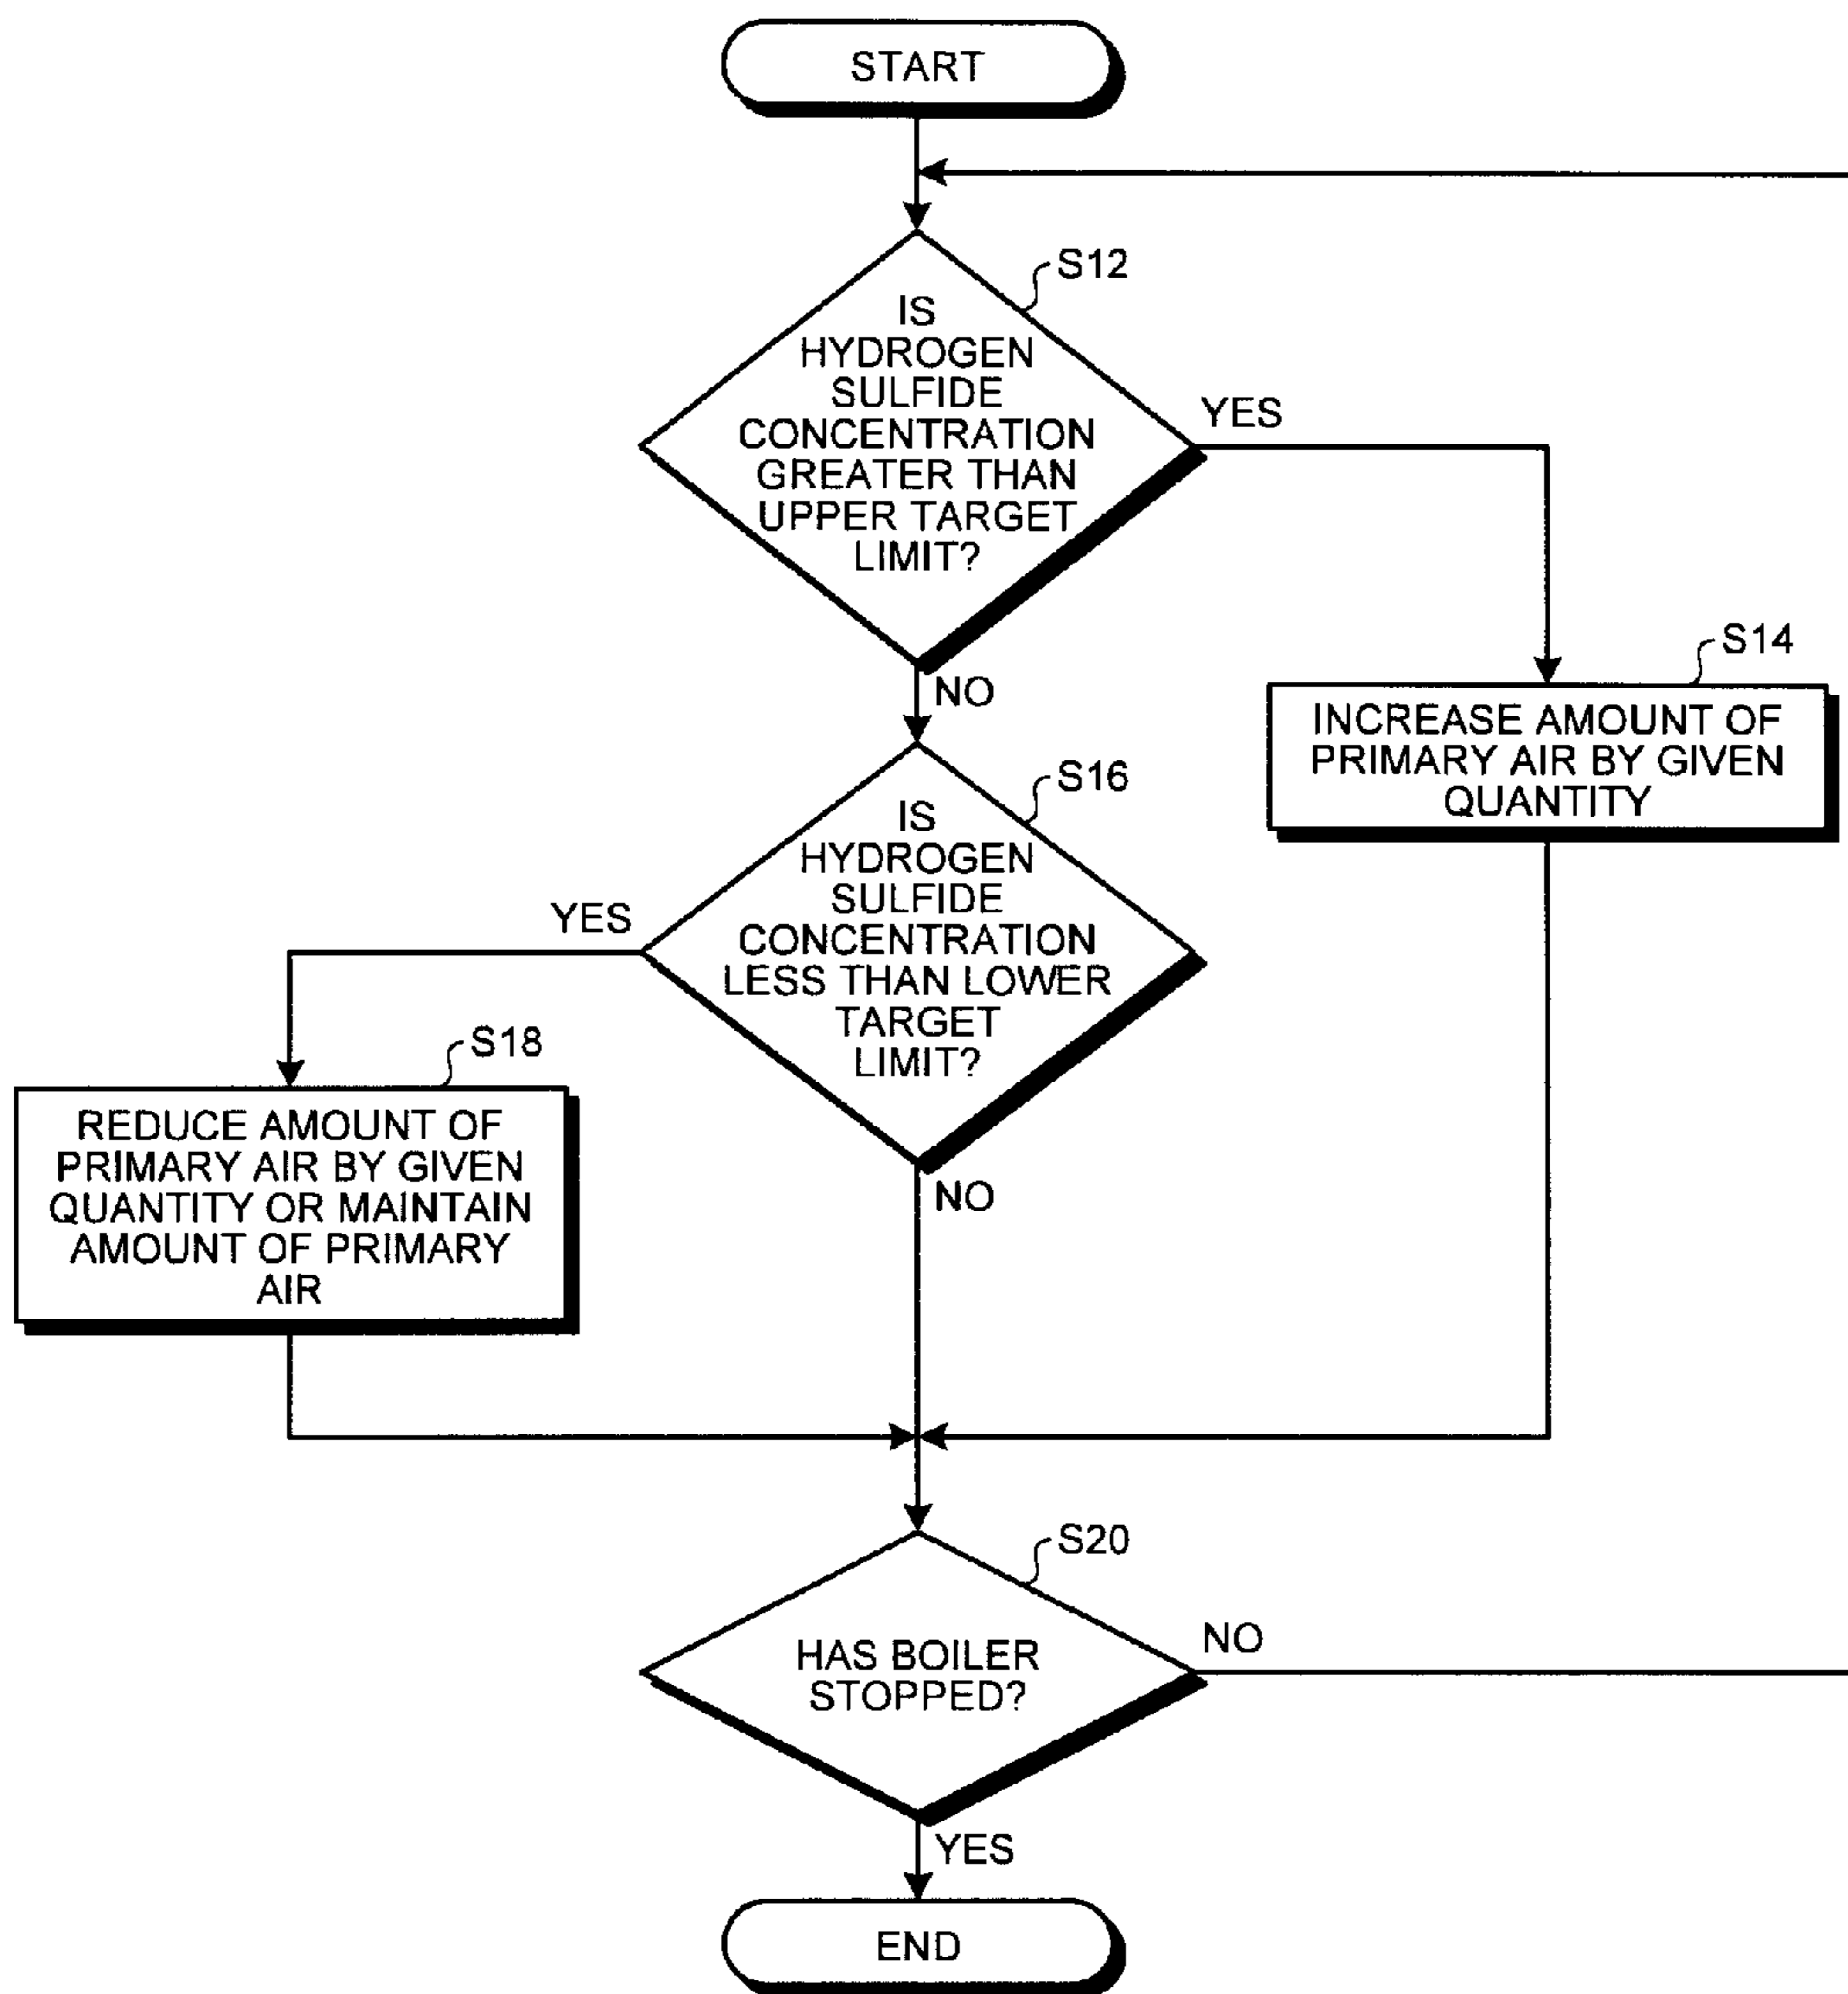 START
S12
IS
HYDROGEN
SULFIDE
CONCENTRATION
GREATER THAN
UPPER TARGET
LIMIT?
YES
NO
S14
INCREASE AMOUNT OF
PRIMARY AIR BY GIVEN
QUANTITY
S16
IS
HYDROGEN
SULFIDE
CONCENTRATION
LESS THAN LOWER
TARGET
LIMIT?
YES
NO
S18
REDUCE AMOUNT OF
PRIMARY AIR BY GIVEN
QUANTITY OR MAINTAIN
AMOUNT OF PRIMARY
AIR
S20
HAS BOILER
STOPPED?
NO
YES
END